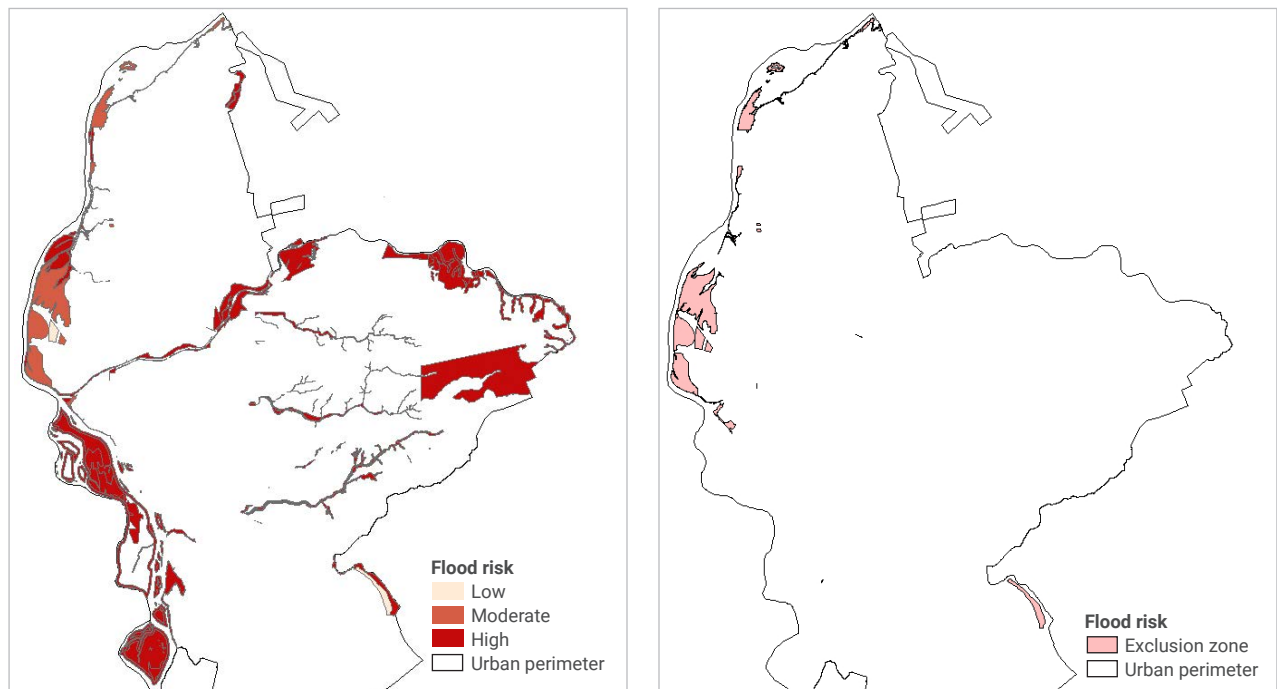 Flood risk
Low
Moderate
High
Urban perimeter
Flood risk
Exclusion zone
Urban perimeter